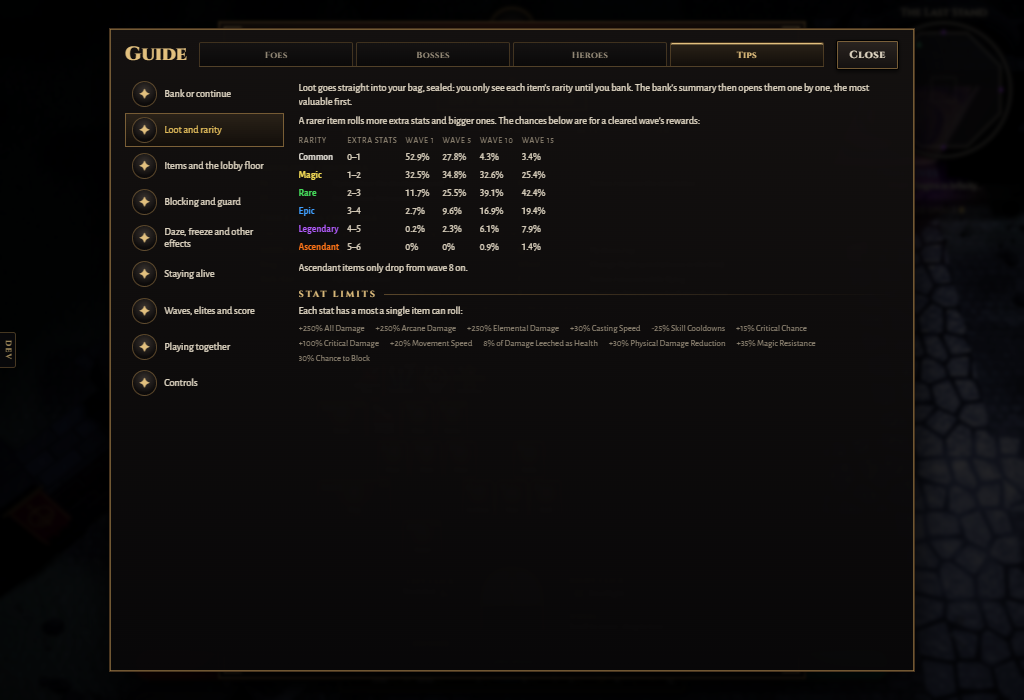 GUIDE
FOES
BOSSES
HEROES
TIPS
CLOSE
Bank or continue
Loot and rarity
Items and the lobby floor
Blocking and guard
Daze, freeze and other
effects
Staying alive
Waves, elites and score
Playing together
Controls
Loot goes straight into your bag, sealed: you only see each item's rarity until you bank. The bank's summary then opens them one by one, the most
valuable first.
A rarer item rolls more extra stats and bigger ones. The chances below are for a cleared wave's rewards:
RARITY EXTRA STATS WAVE 1 WAVE 5 WAVE 10 WAVE 15
Common 0–1 52.9% 27.8% 4.3% 3.4%
Magic 1–2 32.5% 34.8% 32.6% 25.4%
Rare 2–3 11.7% 25.5% 39.1% 42.4%
Epic 3–4 2.7% 9.6% 16.9% 19.4%
Legendary 4–5 0.2% 2.3% 6.1% 7.9%
Ascendant 5–6 0% 0% 0.9% 1.4%
Ascendant items only drop from wave 8 on.
STAT LIMITS
Each stat has a most a single item can roll:
+250% All Damage +250% Arcane Damage +250% Elemental Damage +30% Casting Speed -25% Skill Cooldowns +15% Critical Chance
+100% Critical Damage +20% Movement Speed 8% of Damage Leeched as Health +30% Physical Damage Reduction +35% Magic Resistance
30% Chance to Block
DEV